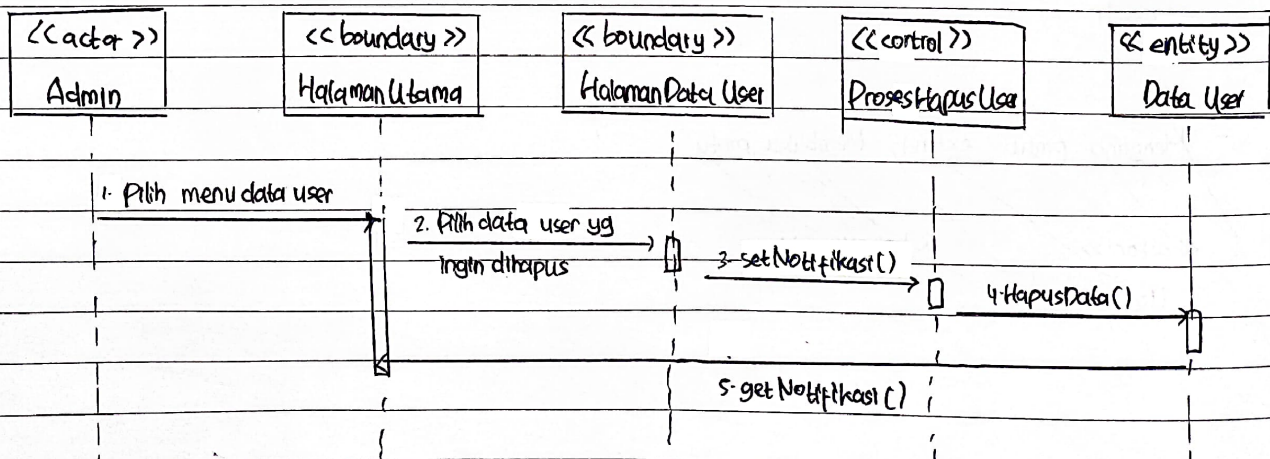 <<actor>>
Admin
<<boundary>>
HalamanUtama
<<boundary>>
HalamanData User
<<control>>
ProsesHapusUser
<<entity>>
Data User
1. Pilih menu data user
2. Pilih data user yg
ingin dihapus
3. setNotifikasi()
4. HapusData()
5. getNotifikasi()